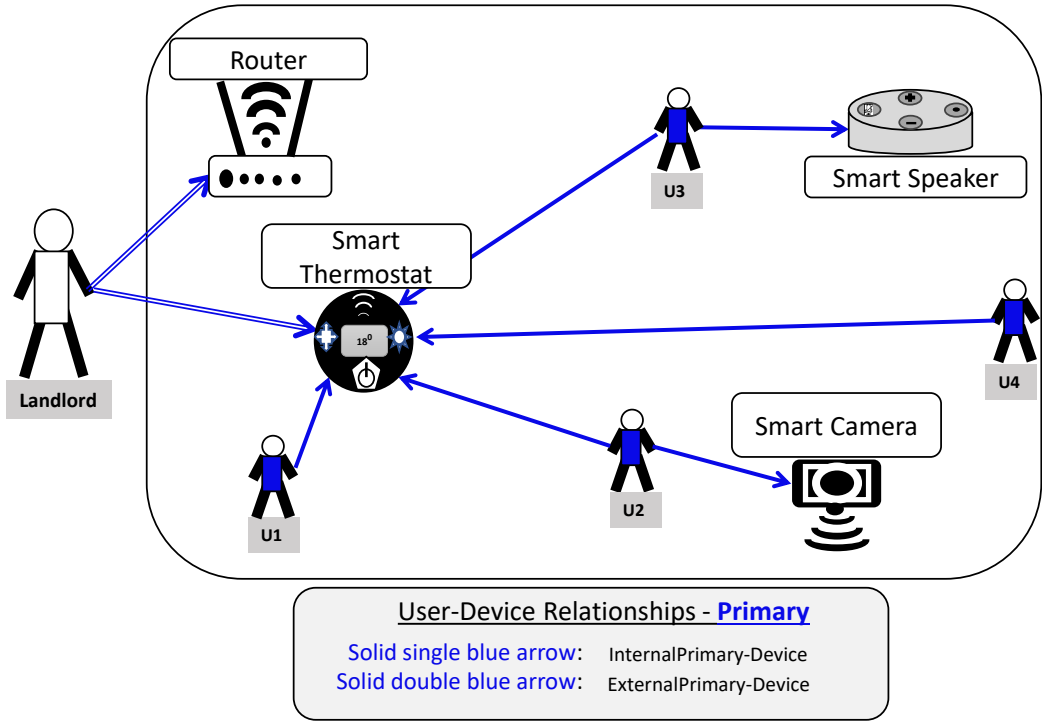 Router
Smart Speaker
U3
Smart
Thermostat
18⁰
Landlord
U4
Smart Camera
U2
U1
User-Device Relationships - Primary
Solid single blue arrow: InternalPrimary-Device
Solid double blue arrow: ExternalPrimary-Device